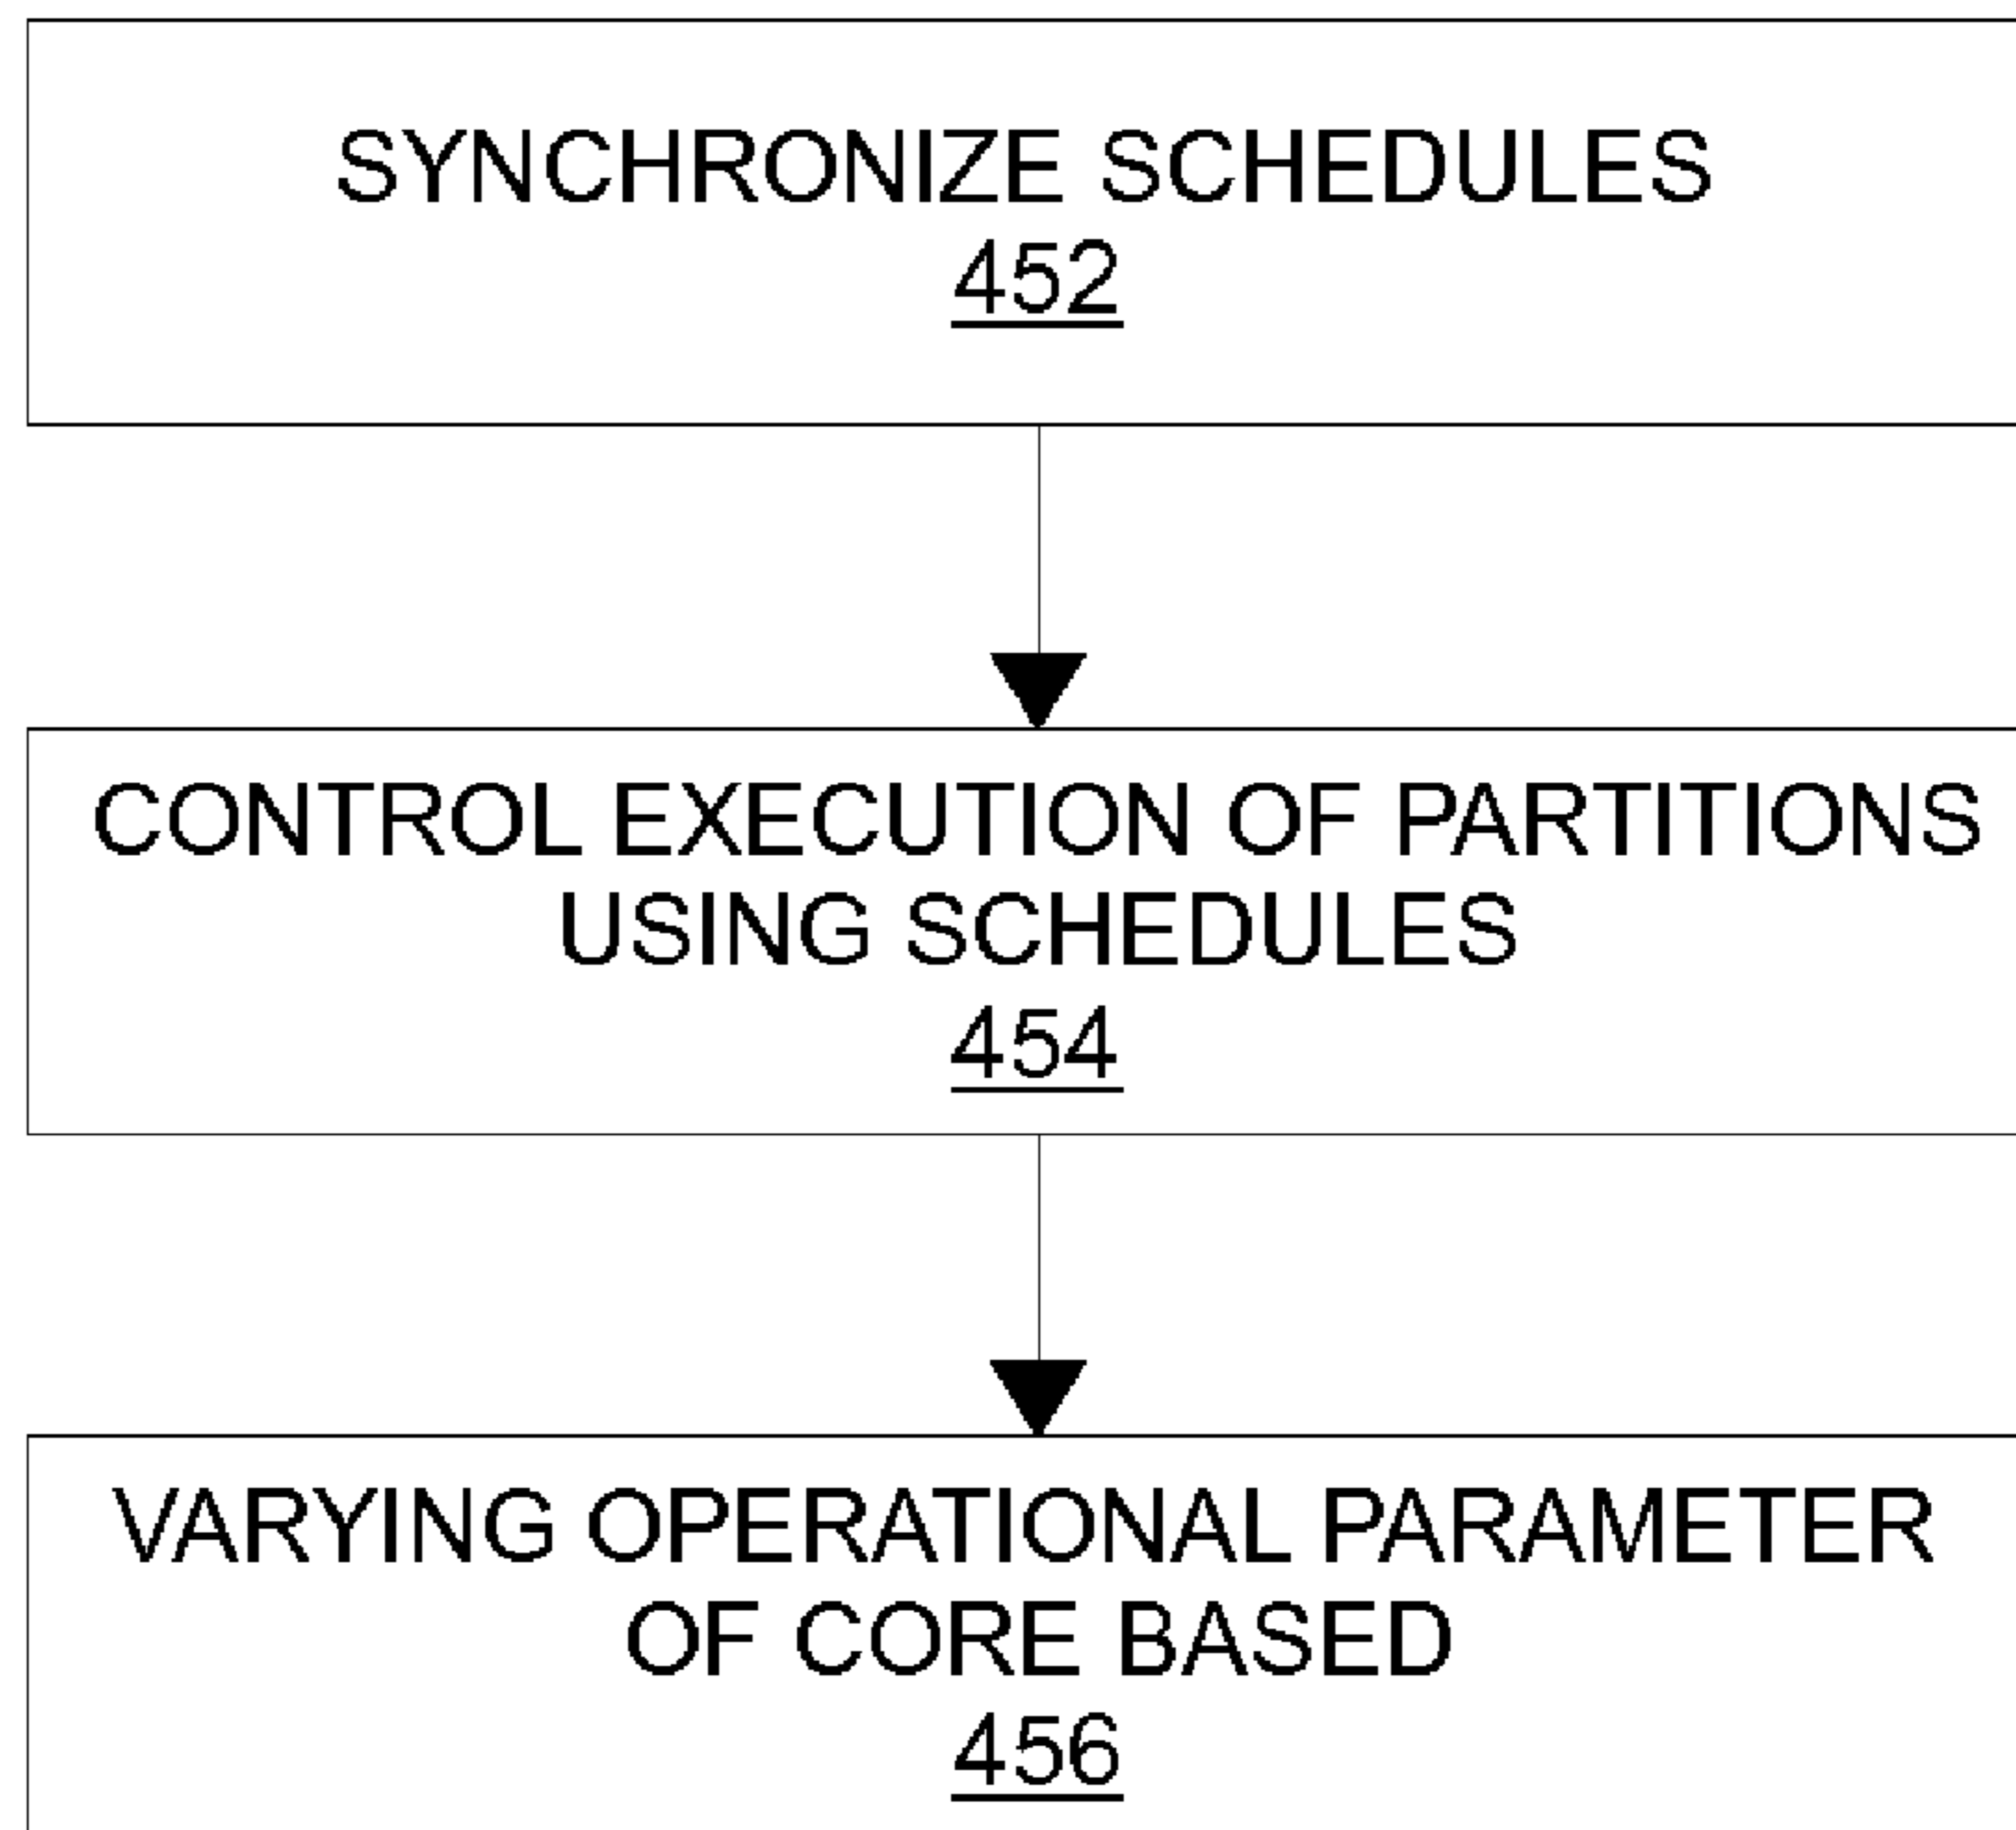 SYNCHRONIZE SCHEDULES
452
CONTROL EXECUTION OF PARTITIONS
USING SCHEDULES
454
VARYING OPERATIONAL PARAMETER
OF CORE BASED
456